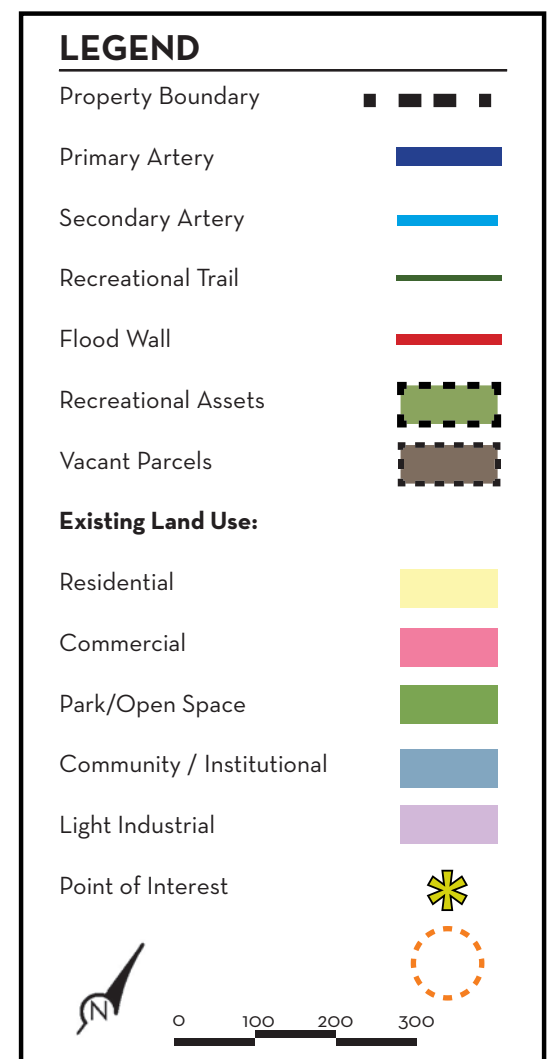 LEGEND
Property Boundary
Primary Artery
Secondary Artery
Recreational Trail
Flood Wall
Recreational Assets
Vacant Parcels
Existing Land Use:
Residential
Commercial
Park/Open Space
Community / Institutional
Light Industrial
Point of Interest
N
0 100 200 300